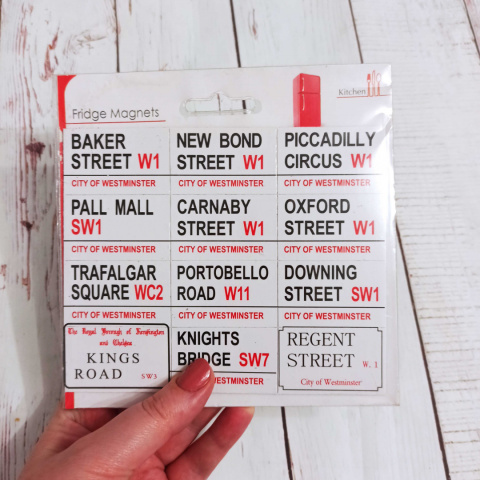 Fridge Magnets
Kitchen
BAKER
STREET W1
CITY OF WESTMINSTER
NEW BOND
STREET W1
CITY OF WESTMINSTER
PICCADILLY
CIRCUS W1
CITY OF WESTMINSTER
PALL MALL
SW1
CITY OF WESTMINSTER
CARNABY
STREET W1
CITY OF WESTMINSTER
OXFORD
STREET W1
CITY OF WESTMINSTER
TRAFALGAR
SQUARE WC2
CITY OF WESTMINSTER
PORTOBELLO
ROAD W11
CITY OF WESTMINSTER
DOWNING
STREET SW1
CITY OF WESTMINSTER
The Royal Borough of Kensington
and Chelsea
KINGS
ROAD SW3
KNIGHTS
BRIDGE SW7
WESTMINSTER
REGENT
STREET W. 1
City of Westminster